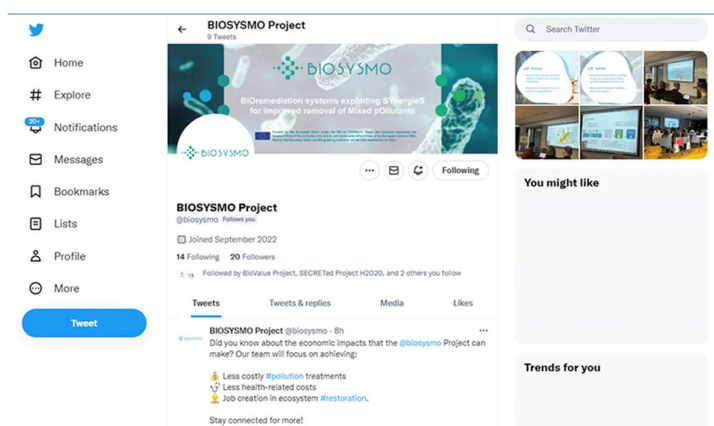 BIOSYSMO Project
9 Tweets
Search Twitter
Home
Explore
20+
Notifications
Messages
Bookmarks
Lists
Profile
More
Tweet
BIOSYSMO
BIOremediation systems exploiting SYnergieS
for improved removal of Mixed pOllutants
BIOSYSMO
Following
BIOSYSMO Project
@biosysmo Follows you
Joined September 2022
14 Following 20 Followers
Followed by BioValue Project, SECRETed Project H2020, and 2 others you follow
Tweets Tweets & replies Media Likes
BIOSYSMO Project @biosysmo · 8h
Did you know about the economic impacts that the @biosysmo Project can
make? Our team will focus on achieving:
Less costly #pollution treatments
Less health-related costs
Job creation in ecosystem #restoration.
Stay connected for more!
You might like
Trends for you